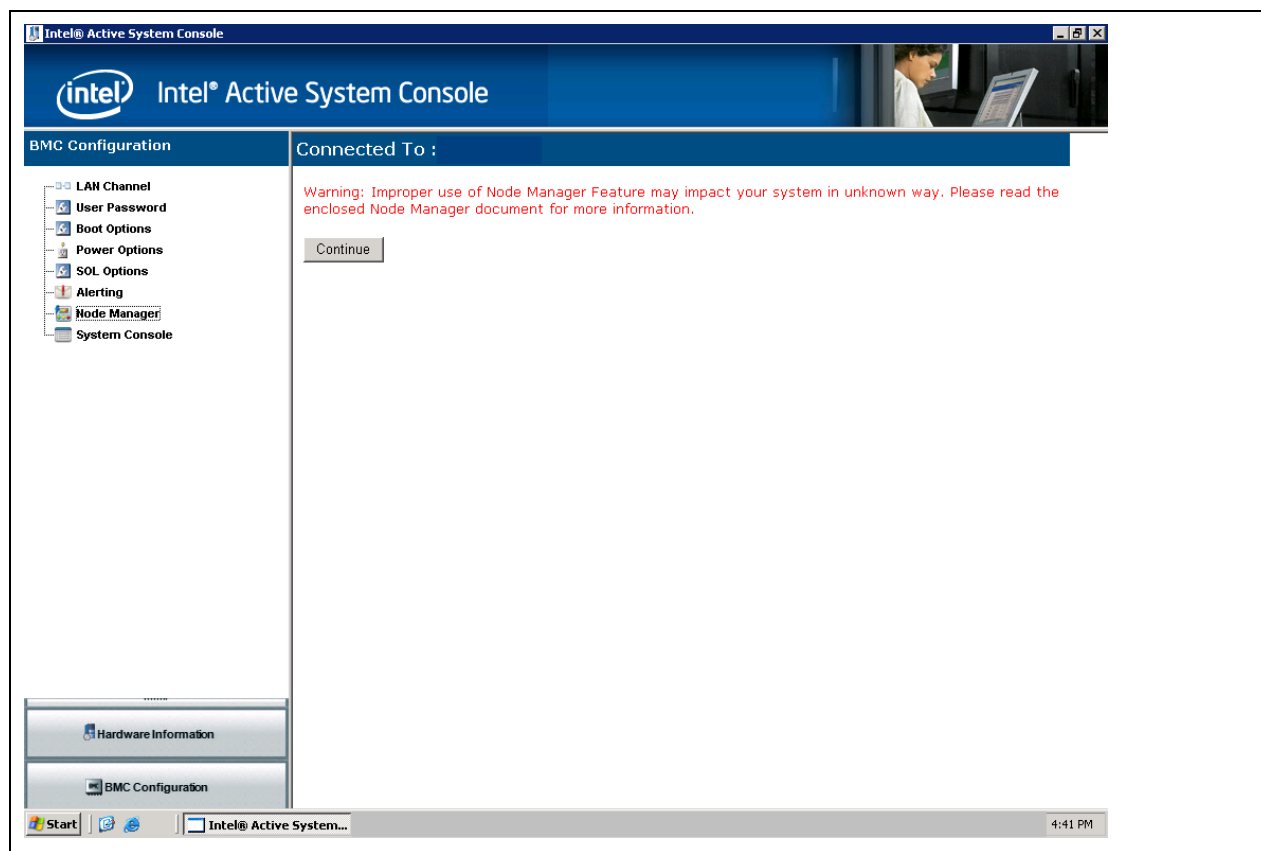 Intel® Active System Console
intel Intel® Active System Console
BMC Configuration
Connected To :
LAN Channel
User Password
Boot Options
Power Options
SOL Options
Alerting
Node Manager
System Console
Warning: Improper use of Node Manager Feature may impact your system in unknown way. Please read the
enclosed Node Manager document for more information.
Continue
Hardware Information
BMC Configuration
Start
Intel® Active System...
4:41 PM